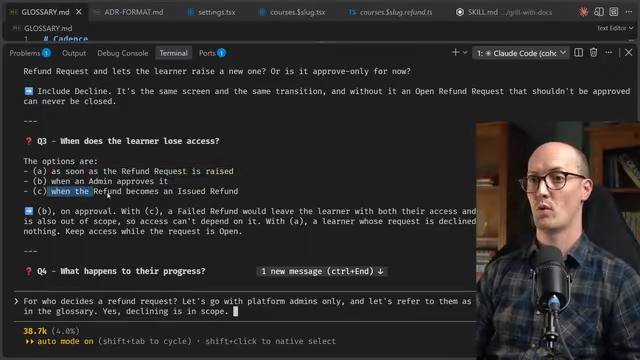 GLOSSARY.md
ADR-FORMAT.md
settings.tsx
courses.$slug.tsx
courses.$slug.refund.ts
SKILL.md .../grill-with-docs
GLOSSARY.md
Text Editor
# Cadence
Problems 1
Output
Debug Console
Terminal
Ports 1
1: Claude Code
Refund Request and lets the learner raise a new one? Or is it approve-only for now?
Include Decline. It's the same screen and the same transition, and without it an Open Refund Request that shouldn't be approved
can never be closed.
---
? Q3 — When does the learner lose access?
The options are:
- (a) as soon as the Refund Request is raised
- (b) when an Admin approves it
- (c) when the Refund becomes an Issued Refund
(b), on approval. With (c), a Failed Refund would leave the learner with both their access and
is also out of scope, so access can't depend on it. With (a), a learner whose request is declined
nothing. Keep access while the request is Open.
---
? Q4 — What happens to their progress?
1 new message (ctrl+End) ↓
> For who decides a refund request? Let's go with platform admins only, and let's refer to them as
in the glossary. Yes, declining is in scope.
38.7k (4.0%)
auto mode on (shift+tab to cycle) · shift+click to native select